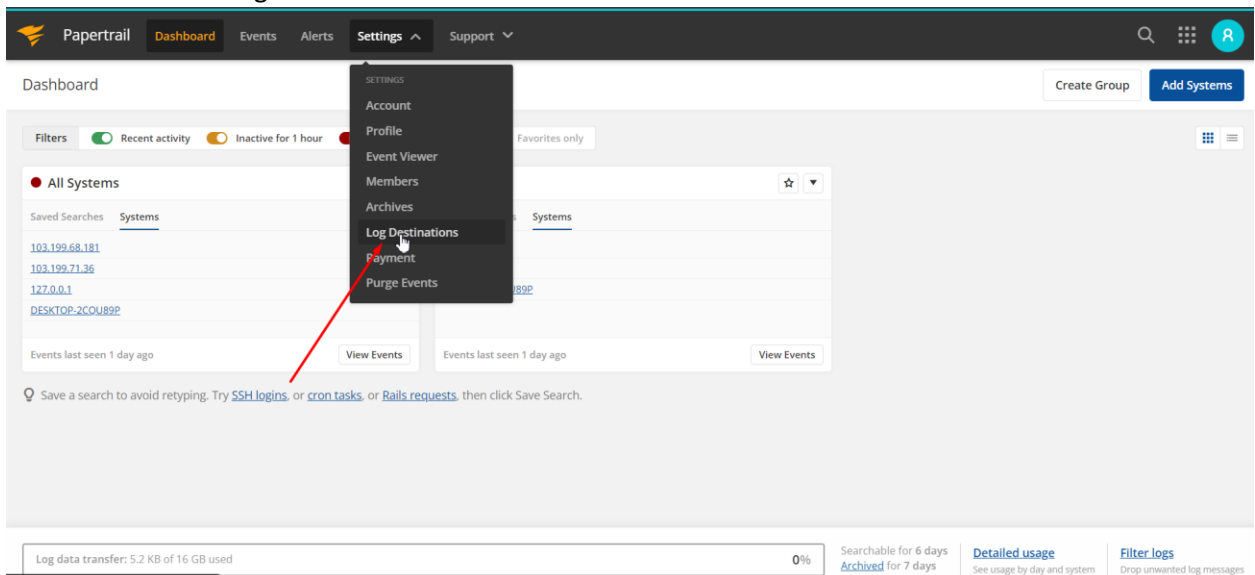 Papertrail Dashboard Events Alerts Settings Support
Dashboard
Create Group
Add Systems
SETTINGS
Account
Profile
Event Viewer
Members
Archives
Log Destinations
Payment
Purge Events
Filters Recent activity Inactive for 1 hour Favorites only
All Systems
Saved Searches Systems
103.199.68.181
103.199.71.36
127.0.0.1
DESKTOP-2COU89P
Events last seen 1 day ago View Events
Systems
Events last seen 1 day ago View Events
Save a search to avoid retyping. Try SSH logins, or cron tasks, or Rails requests, then click Save Search.
Log data transfer: 5.2 KB of 16 GB used 0%
Searchable for 6 days
Archived for 7 days
Detailed usage
See usage by day and system
Filter logs
Drop unwanted log messages